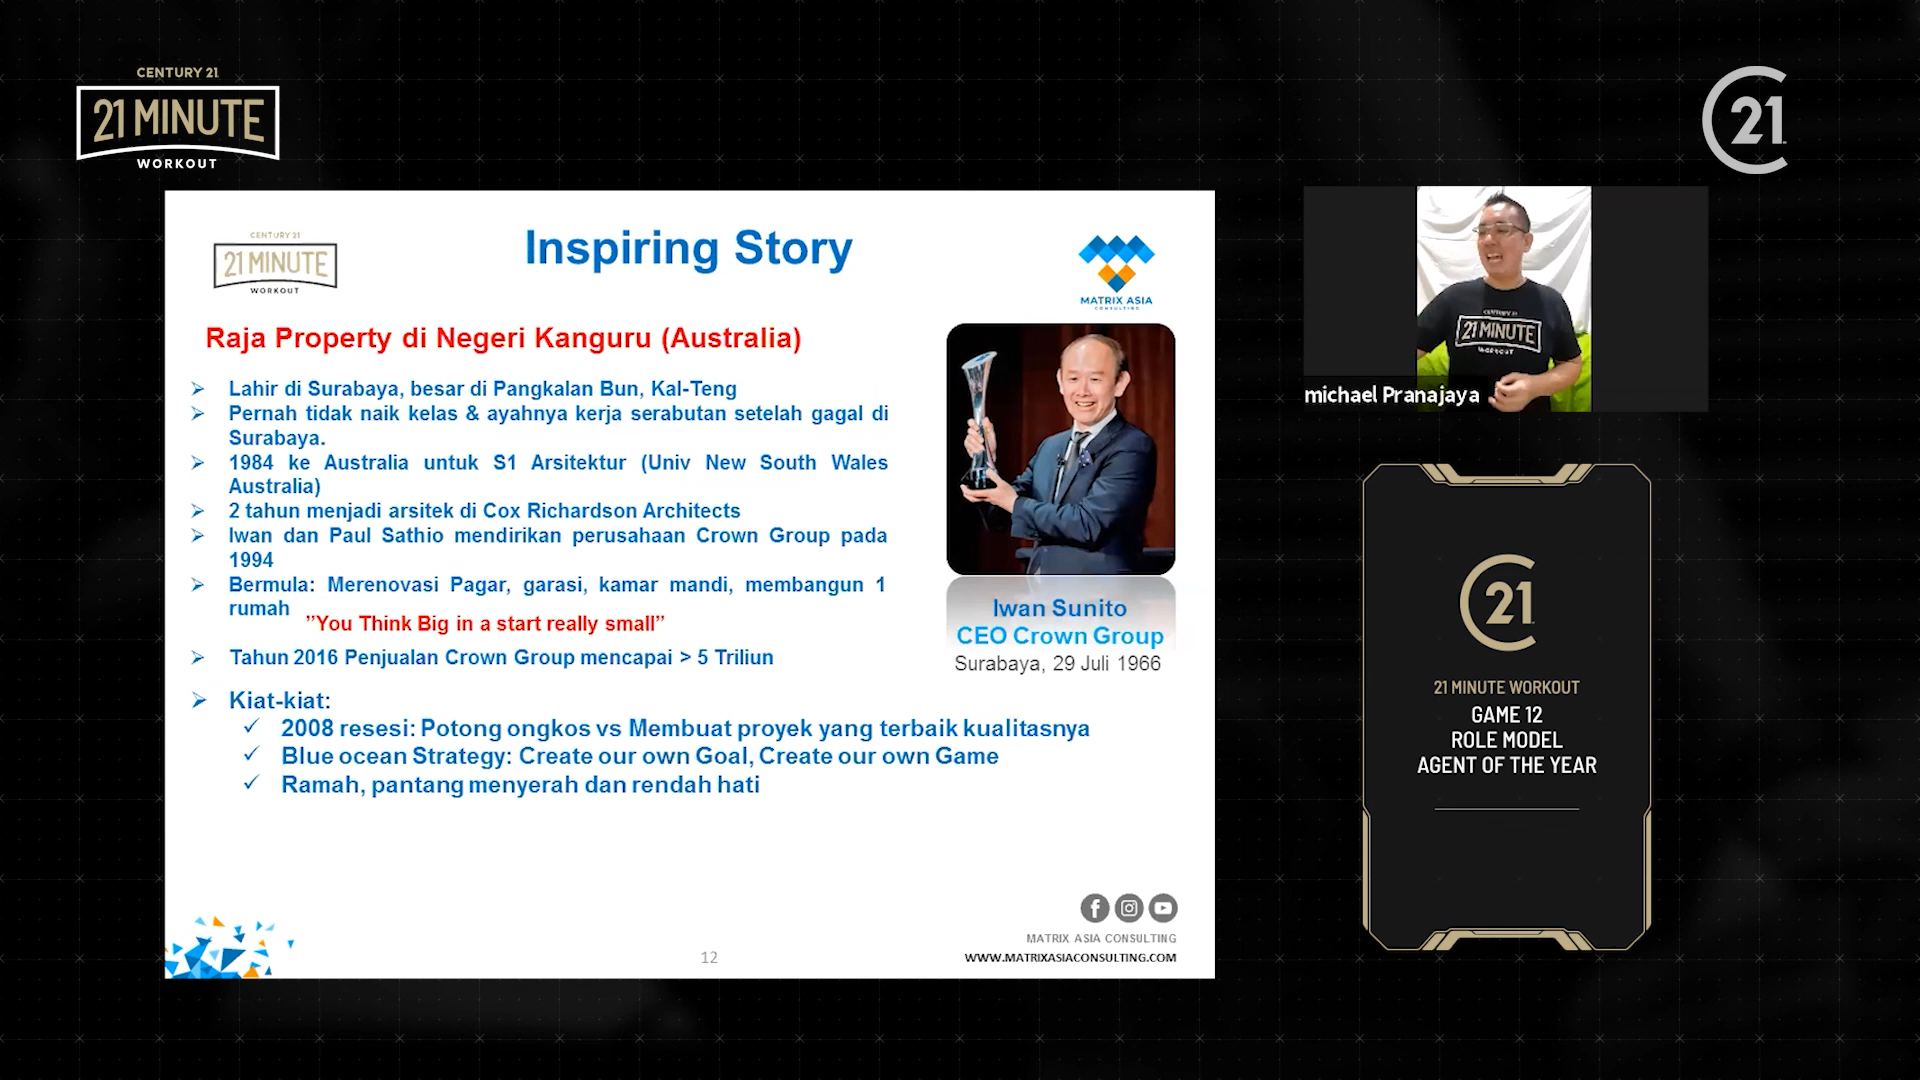 CENTURY 21
21 MINUTE
WORKOUT
C21
CENTURY 21
21 MINUTE
WORKOUT
Inspiring Story
MATRIX ASIA
CONSULTING
Raja Property di Negeri Kanguru (Australia)
➢ Lahir di Surabaya, besar di Pangkalan Bun, Kal-Teng
➢ Pernah tidak naik kelas & ayahnya kerja serabutan setelah gagal di
Surabaya.
➢ 1984 ke Australia untuk S1 Arsitektur (Univ New South Wales
Australia)
➢ 2 tahun menjadi arsitek di Cox Richardson Architects
➢ Iwan dan Paul Sathio mendirikan perusahaan Crown Group pada
1994
➢ Bermula: Merenovasi Pagar, garasi, kamar mandi, membangun 1
rumah
”You Think Big in a start really small”
➢ Tahun 2016 Penjualan Crown Group mencapai > 5 Triliun
➢ Kiat-kiat:
✓ 2008 resesi: Potong ongkos vs Membuat proyek yang terbaik kualitasnya
✓ Blue ocean Strategy: Create our own Goal, Create our own Game
✓ Ramah, pantang menyerah dan rendah hati
Iwan Sunito
CEO Crown Group
Surabaya, 29 Juli 1966
MATRIX ASIA CONSULTING
WWW.MATRIXASIACONSULTING.COM
12
CENTURY 21
21 MINUTE
WORKOUT
michael Pranajaya
C21
21 MINUTE WORKOUT
GAME 12
ROLE MODEL
AGENT OF THE YEAR